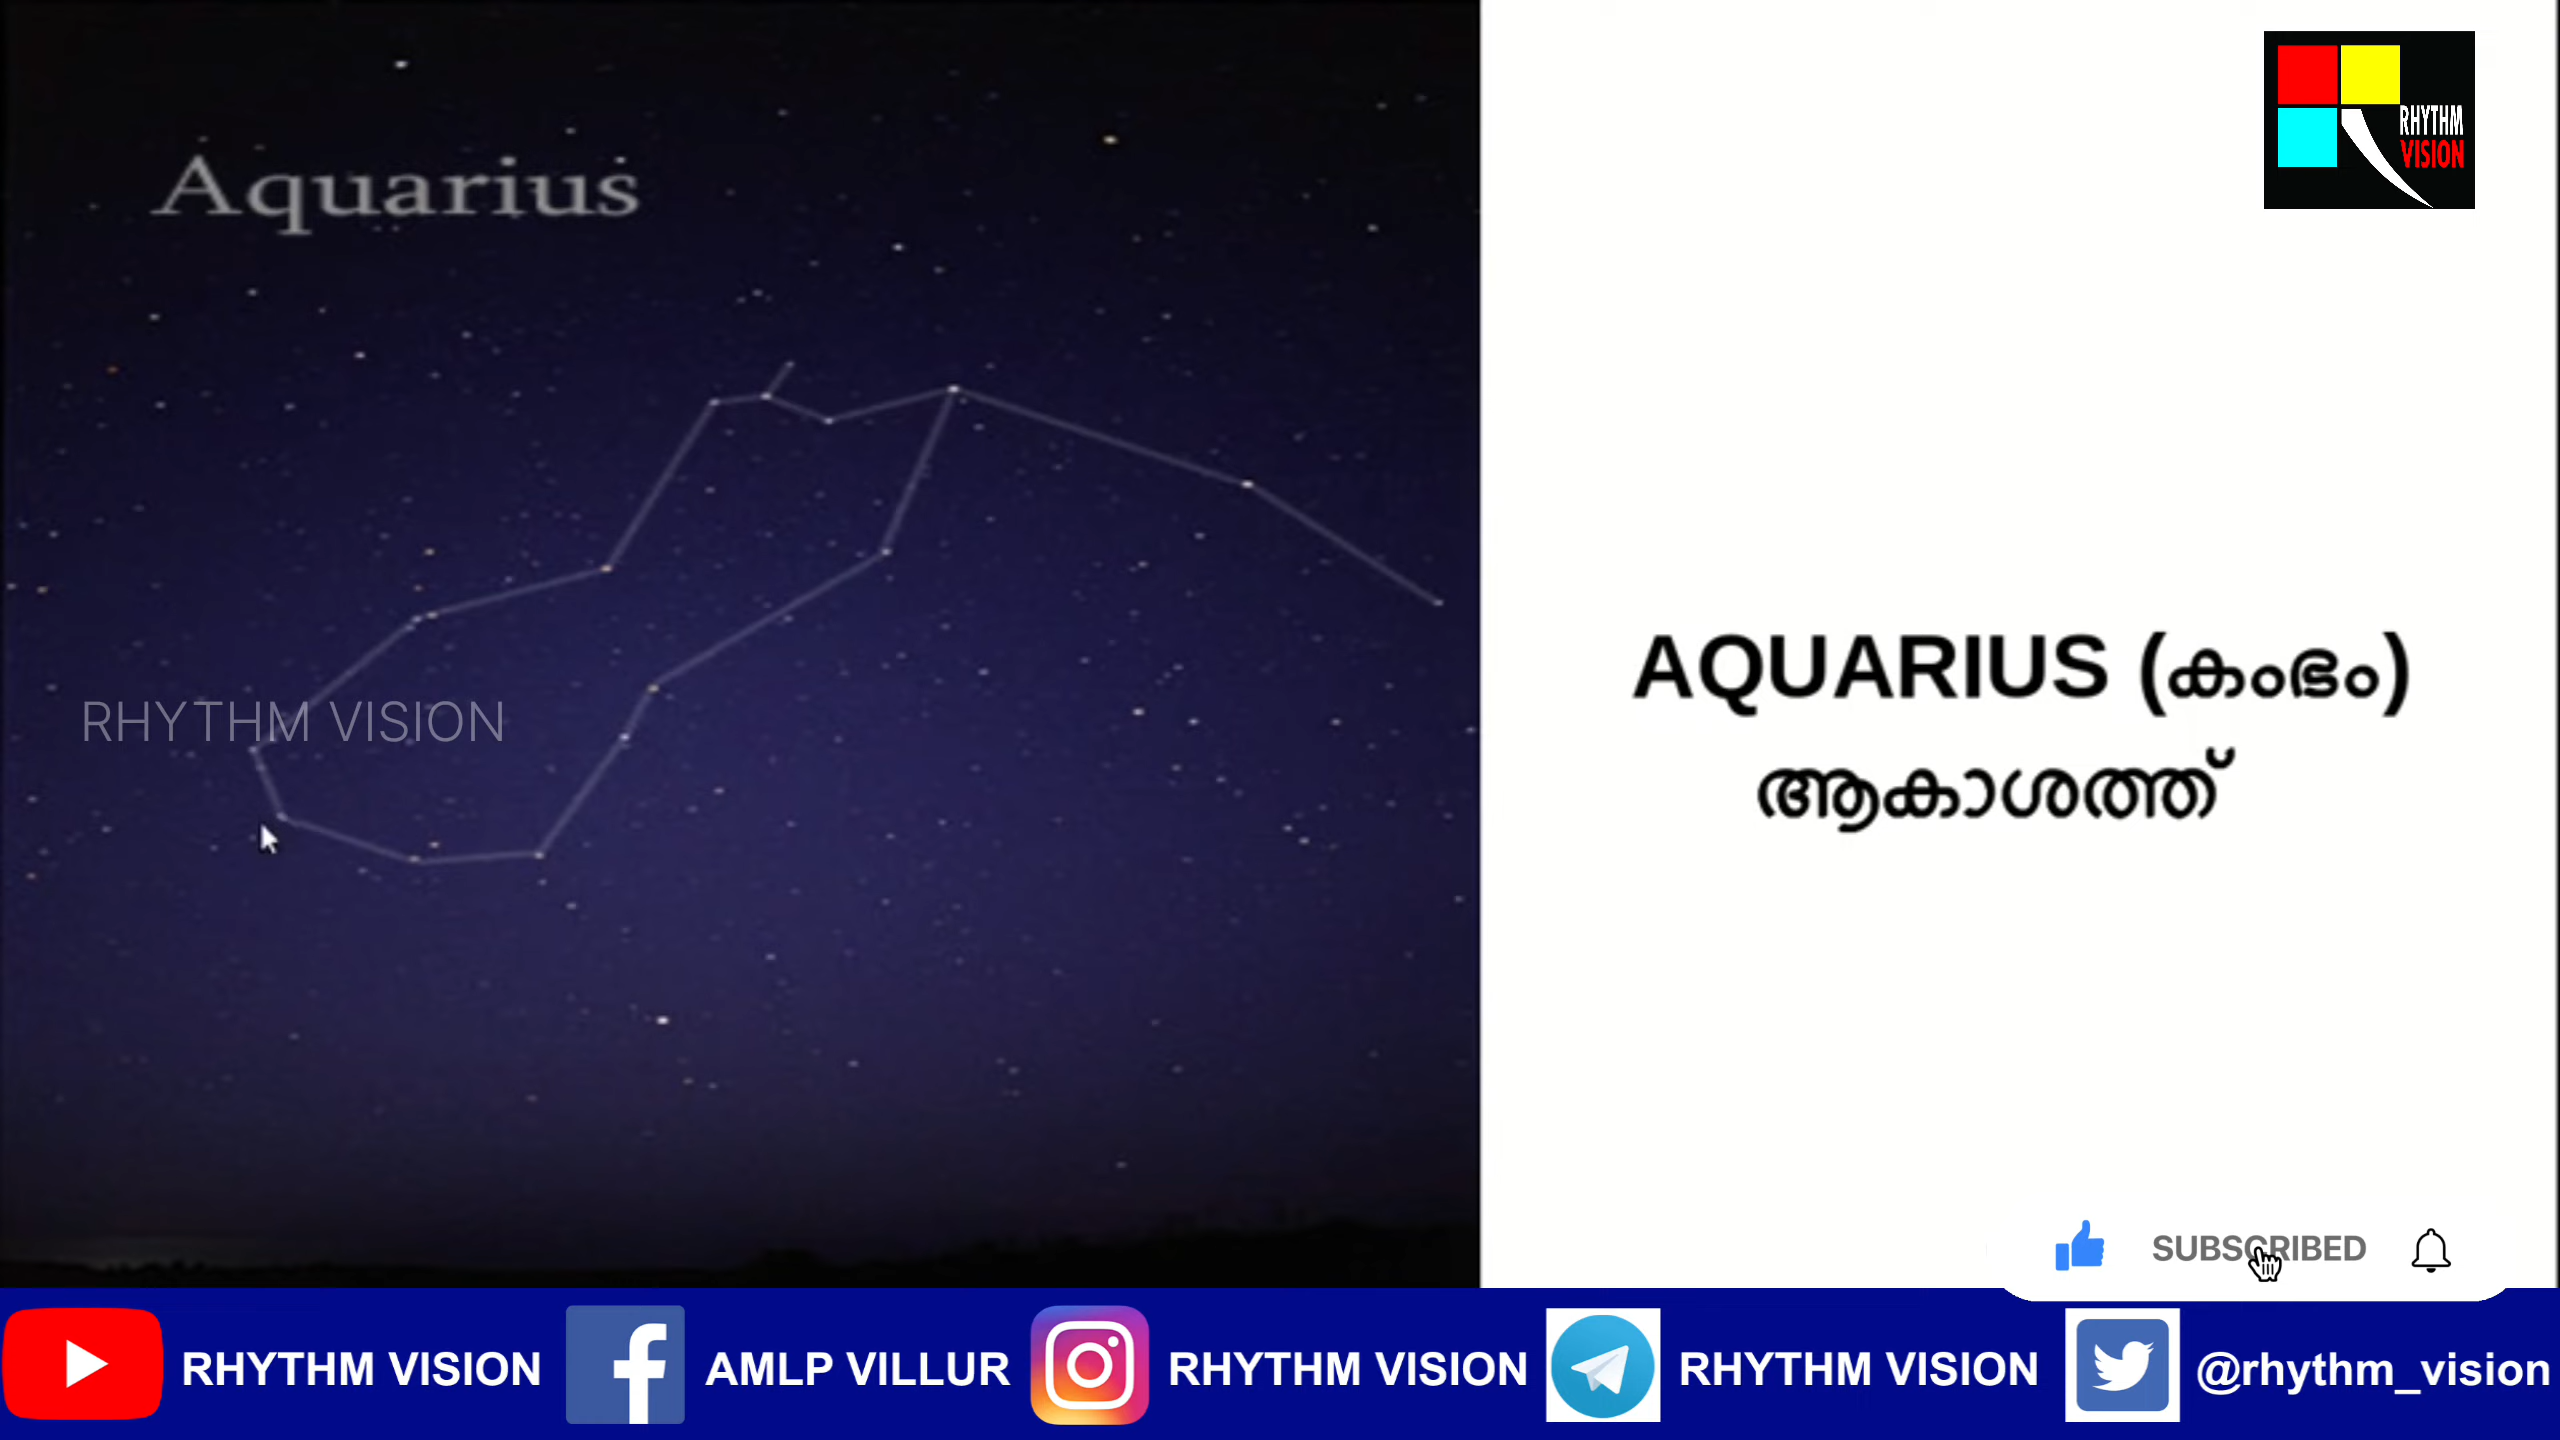 Aquarius
RHYTHM
VISION
RHYTHM VISION
AQUARIUS (കംഭം)
ആകാശത്ത്
SUBSCRIBED
RHYTHM VISION
AMLP VILLUR
RHYTHM VISION
RHYTHM VISION
@rhythm_vision